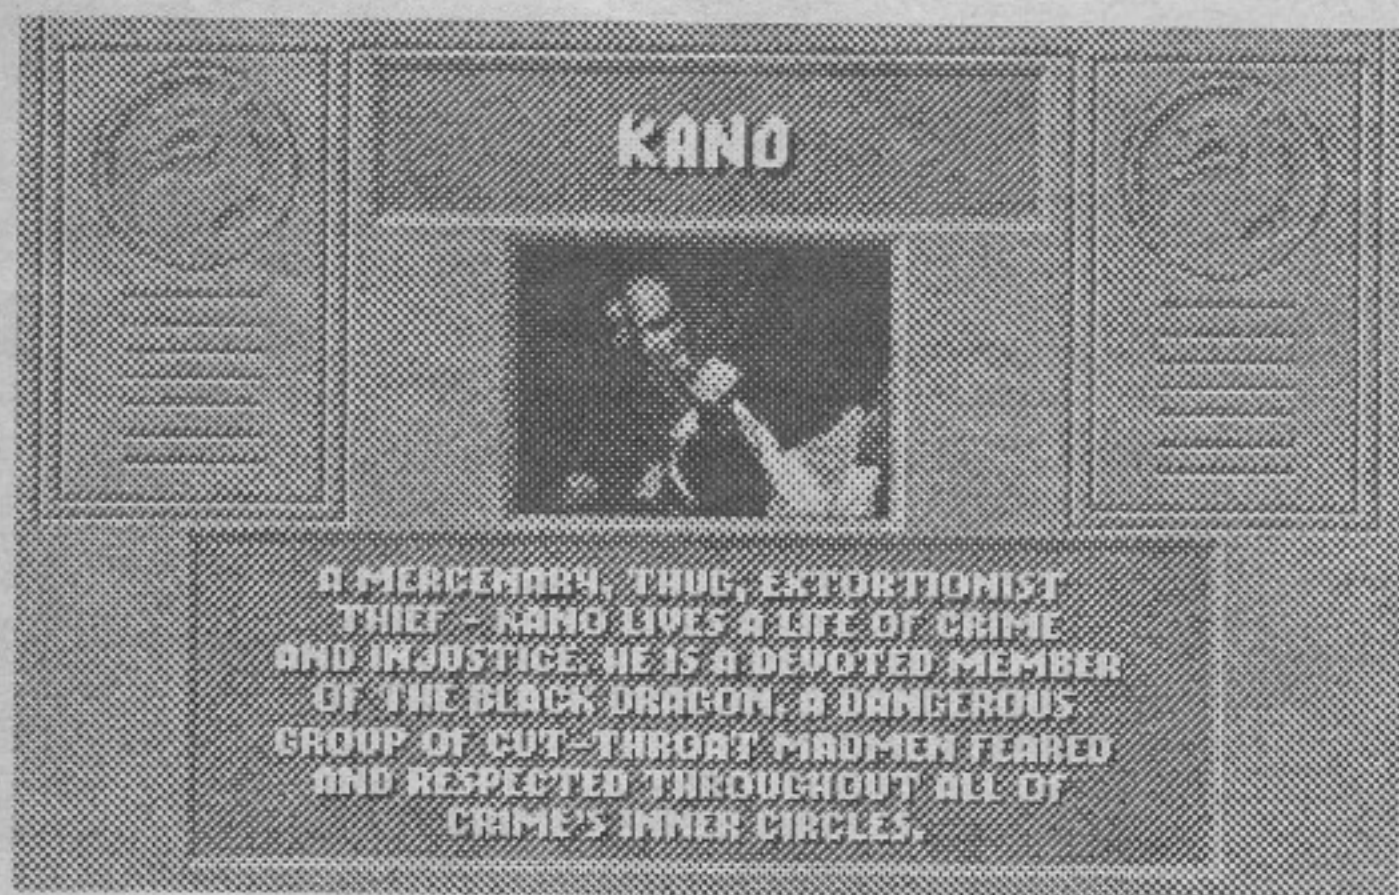 KANO
A MERCENARY, THUG, EXTORTIONIST
THIEF - KANO LIVES A LIFE OF CRIME
AND INJUSTICE. HE IS A DEVOTED MEMBER
OF THE BLACK DRAGON, A DANGEROUS
GROUP OF CUT-THROAT MADMEN FEARED
AND RESPECTED THROUGHOUT ALL OF
CRIME'S INNER CIRCLES.